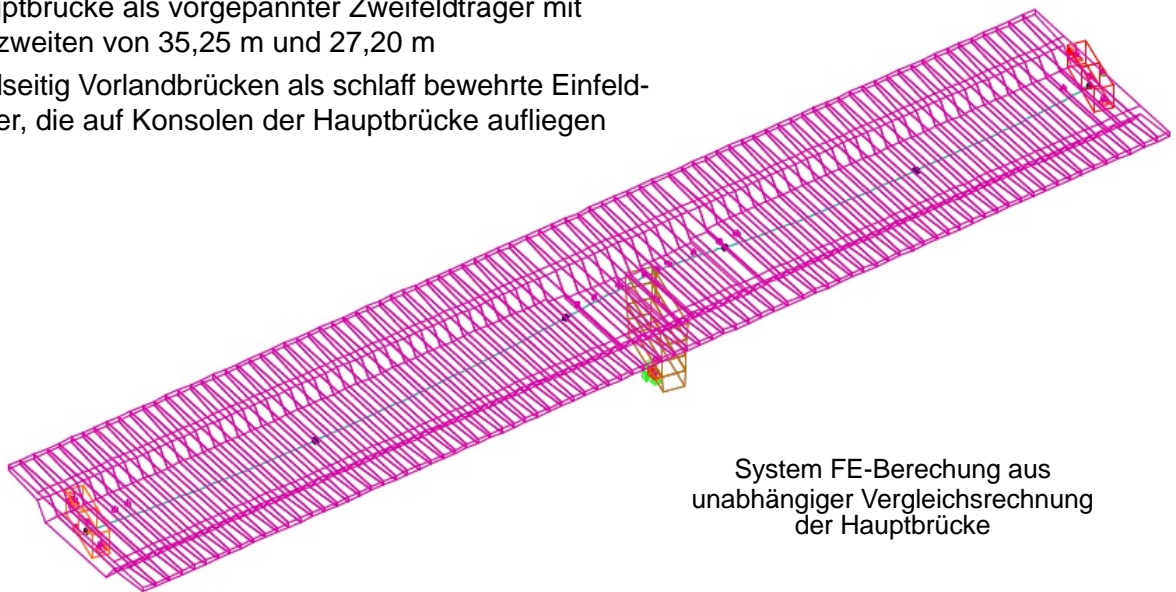 ptbrücke als vorgepannter Zweifeldträger mit
zweiten von 35,25 m und 27,20 m
lseitig Vorlandbrücken als schlaff bewehrte Einfeld-
er, die auf Konsolen der Hauptbrücke aufliegen
System FE-Berechung aus
unabhängiger Vergleichsrechnung
der Hauptbrücke